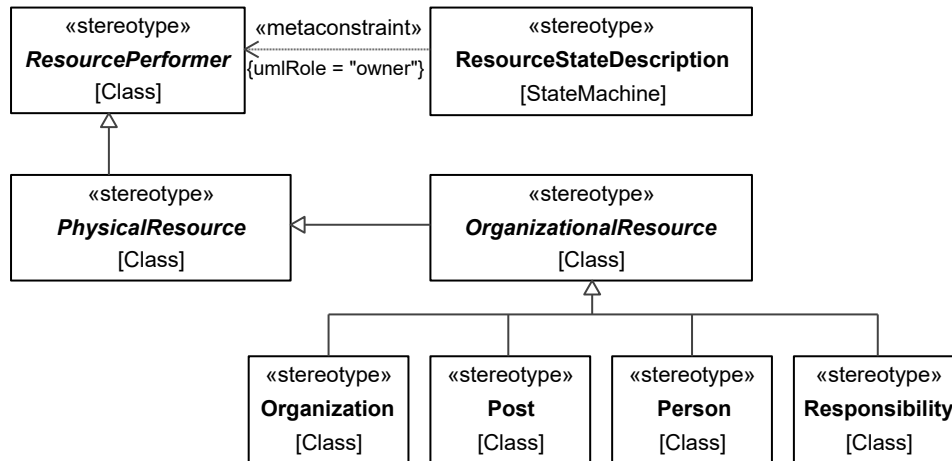 «stereotype»
ResourcePerformer
[Class]
«metaconstraint»
{umlRole = "owner"}
«stereotype»
ResourceStateDescription
[StateMachine]
«stereotype»
PhysicalResource
[Class]
«stereotype»
OrganizationalResource
[Class]
«stereotype»
Organization
[Class]
«stereotype»
Post
[Class]
«stereotype»
Person
[Class]
«stereotype»
Responsibility
[Class]